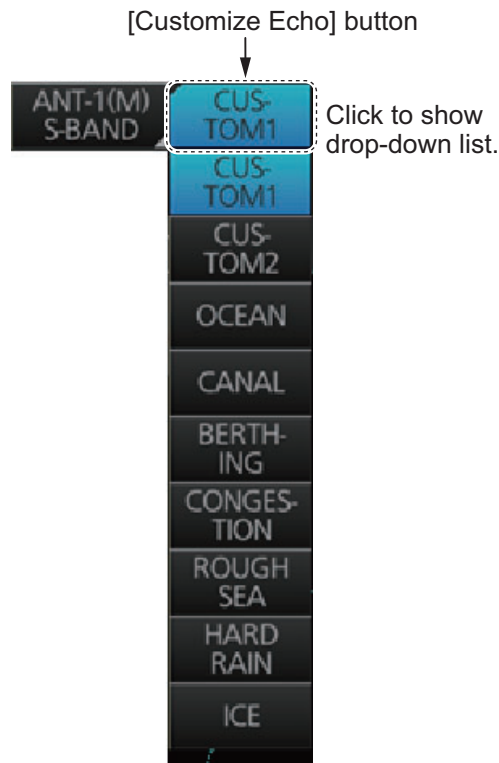 [Customize Echo] button
ANT-1(M)
S-BAND
CUS-
TOM1
Click to show
drop-down list.
CUS-
TOM1
CUS-
TOM2
OCEAN
CANAL
BERTH-
ING
CONGES-
TION
ROUGH
SEA
HARD
RAIN
ICE